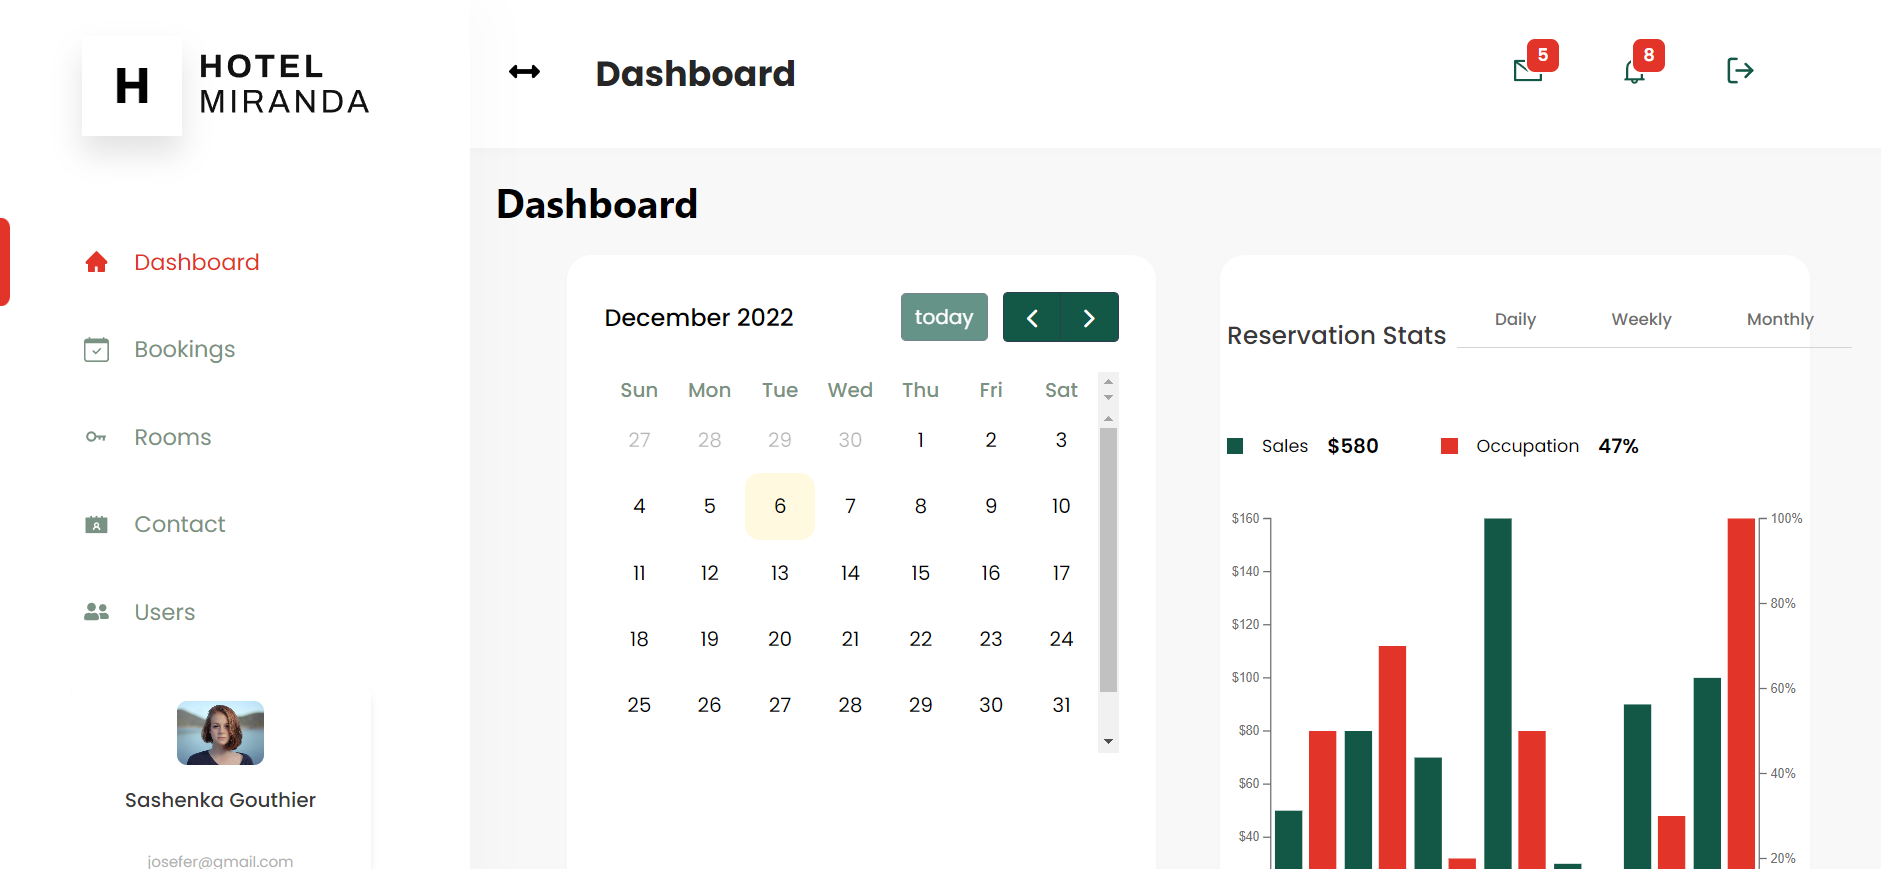 H
HOTEL
MIRANDA
Dashboard
5
8
Dashboard
Bookings
Rooms
Contact
Users
Sashenka Gouthier
josefer@gmail.com
Dashboard
December 2022
today
Sun Mon Tue Wed Thu Fri Sat
27 28 29 30 1 2 3
4 5 6 7 8 9 10
11 12 13 14 15 16 17
18 19 20 21 22 23 24
25 26 27 28 29 30 31
Reservation Stats
Daily Weekly Monthly
Sales $580 Occupation 47%
$160
$140
$120
$100
$80
$60
$40
100%
80%
60%
40%
20%